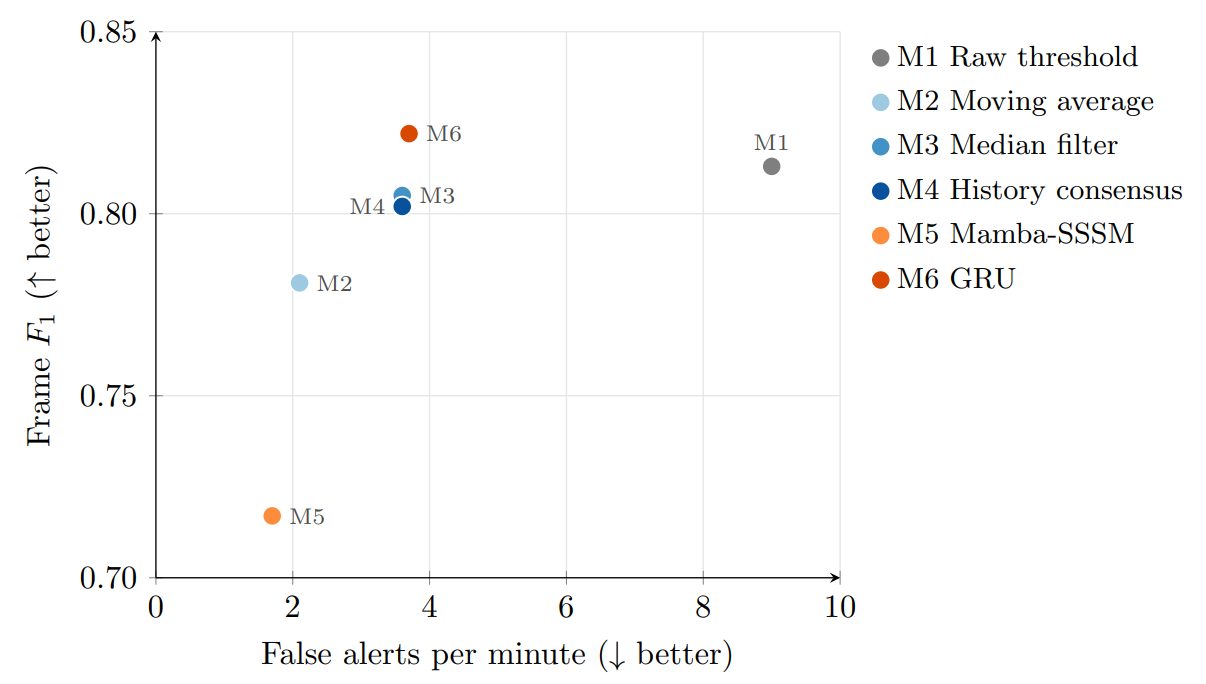 0.85
0.80
0.75
0.70
Frame F₁ (↑ better)
0 2 4 6 8 10
False alerts per minute (↓ better)
M6
M1
M3
M4
M2
M5
M1 Raw threshold
M2 Moving average
M3 Median filter
M4 History consensus
M5 Mamba-SSSM
M6 GRU